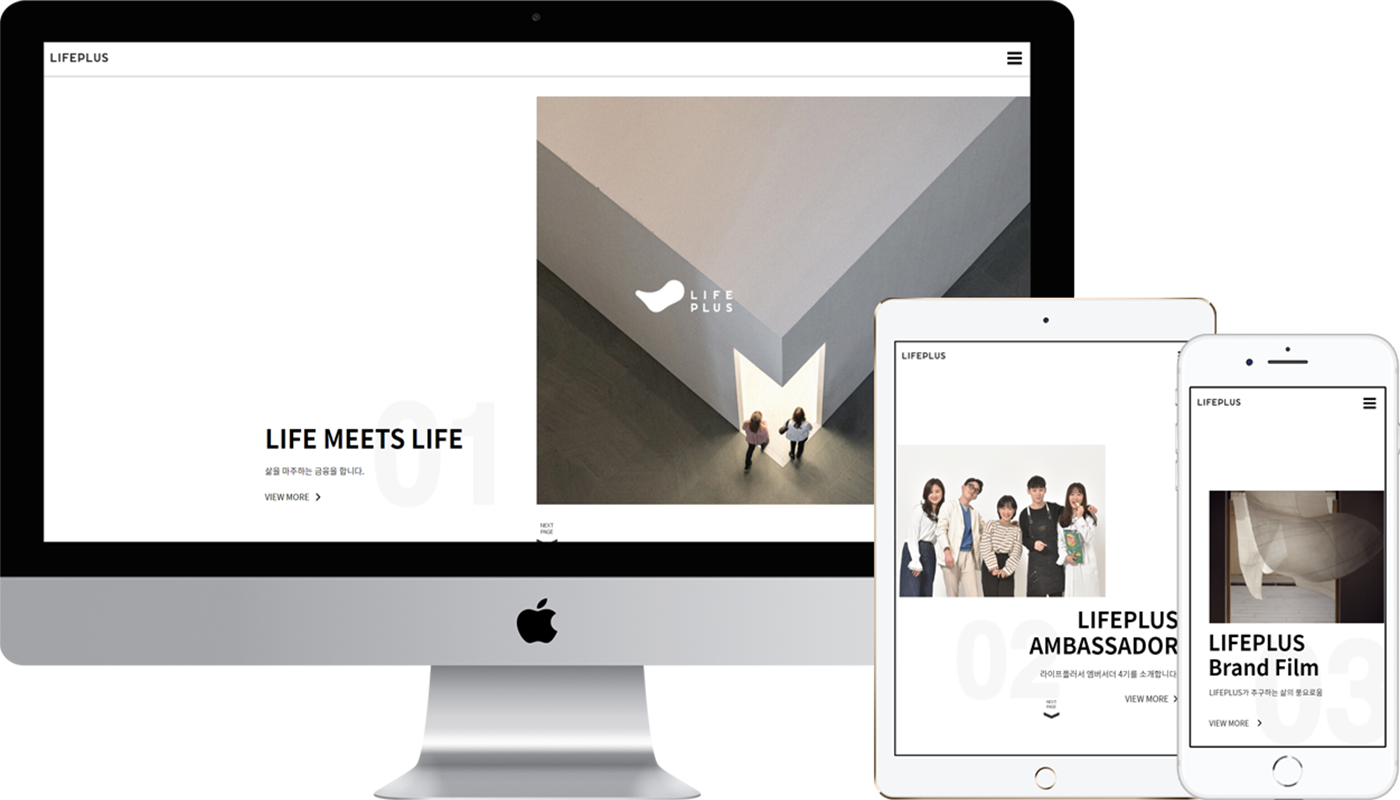 LIFEPLUS
LIFE
PLUS
01
LIFE MEETS LIFE
삶을 마주하는 금융을 합니다.
VIEW MORE
NEXT
PAGE
LIFEPLUS
02
LIFEPLUS
AMBASSADOR
라이프플러서 앰버서더 4기를 소개합니다
VIEW MORE
NEXT
PAGE
LIFEPLUS
03
LIFEPLUS
Brand Film
LIFEPLUS가 추구하는 삶의 풍요로움
VIEW MORE